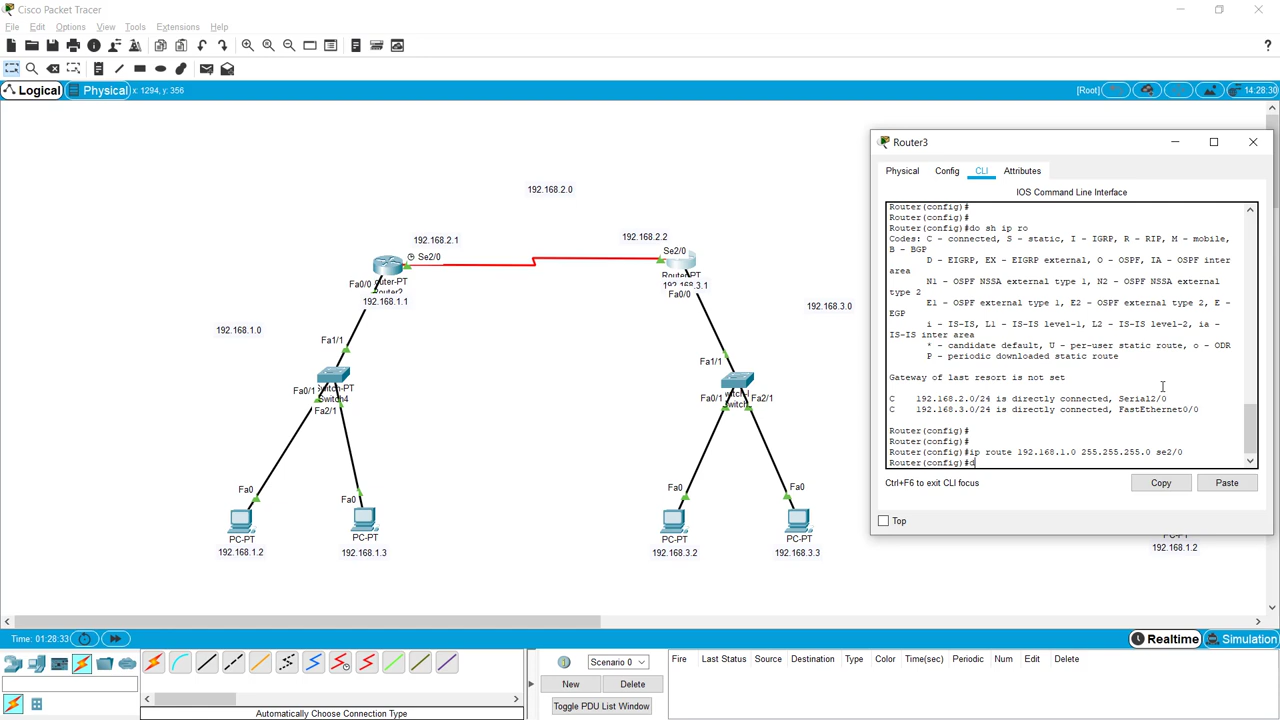 Cisco Packet Tracer
File Edit Options View Tools Extensions Help
?
Logical Physical x: 1294, y: 356 [Root] 14:28:30
192.168.2.0
192.168.2.1
192.168.2.2
Se2/0
Se2/0
Fa0/0
192.168.1.1
192.168.3.1
Fa0/0
192.168.1.0
192.168.3.0
Fa1/1
Fa1/1
Fa0/1
Switch4
Fa2/1
Fa0/1
Fa2/1
Fa0
Fa0
Fa0
Fa0
PC-PT
192.168.1.2
PC-PT
192.168.1.3
PC-PT
192.168.3.2
PC-PT
192.168.3.3
192.168.1.2
Router3
Physical Config CLI Attributes
IOS Command Line Interface
Router(config)#
Router(config)#
Router(config)#do sh ip ro
Codes: C - connected, S - static, I - IGRP, R - RIP, M - mobile,
B - BGP
D - EIGRP, EX - EIGRP external, O - OSPF, IA - OSPF inter
area
N1 - OSPF NSSA external type 1, N2 - OSPF NSSA external
type 2
E1 - OSPF external type 1, E2 - OSPF external type 2, E -
EGP
i - IS-IS, L1 - IS-IS level-1, L2 - IS-IS level-2, ia -
IS-IS inter area
* - candidate default, U - per-user static route, o - ODR
P - periodic downloaded static route
Gateway of last resort is not set
C 192.168.2.0/24 is directly connected, Serial2/0
C 192.168.3.0/24 is directly connected, FastEthernet0/0
Router(config)#
Router(config)#
Router(config)#ip route 192.168.1.0 255.255.255.0 se2/0
Router(config)#d
Ctrl+F6 to exit CLI focus
Copy Paste
Top
Time: 01:28:33
Realtime Simulation
Scenario 0
New Delete
Toggle PDU List Window
Fire Last Status Source Destination Type Color Time(sec) Periodic Num Edit Delete
Automatically Choose Connection Type